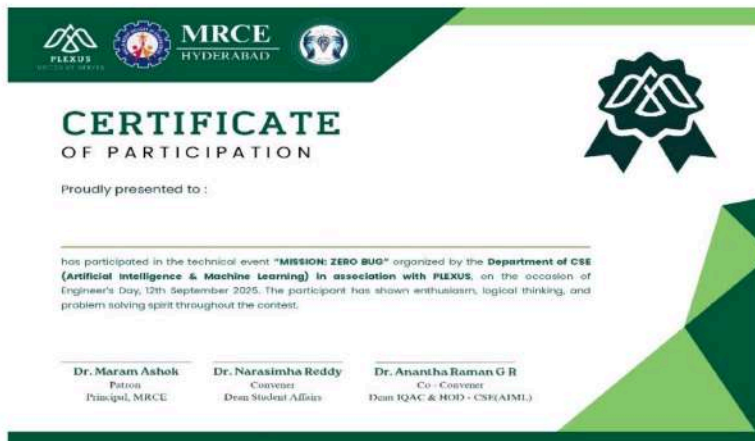 PLEXUS
MRCE
HYDERABAD
CERTIFICATE
OF PARTICIPATION
Proudly presented to :
has participated in the technical event "MISSION: ZERO BUG" organized by the Department of CSE
(Artificial Intelligence & Machine Learning) in association with PLEXUS, on the occasion of
Engineer's Day, 12th September 2025. The participant has shown enthusiasm, logical thinking, and
problem solving spirit throughout the contest.
Dr. Maram Ashok
Patron
Principal, MRCE
Dr. Narasimha Reddy
Convener
Dean Student Affairs
Dr. Anantha Raman G R
Co - Convener
Dean IQAC & HOD - CSE(AIML)